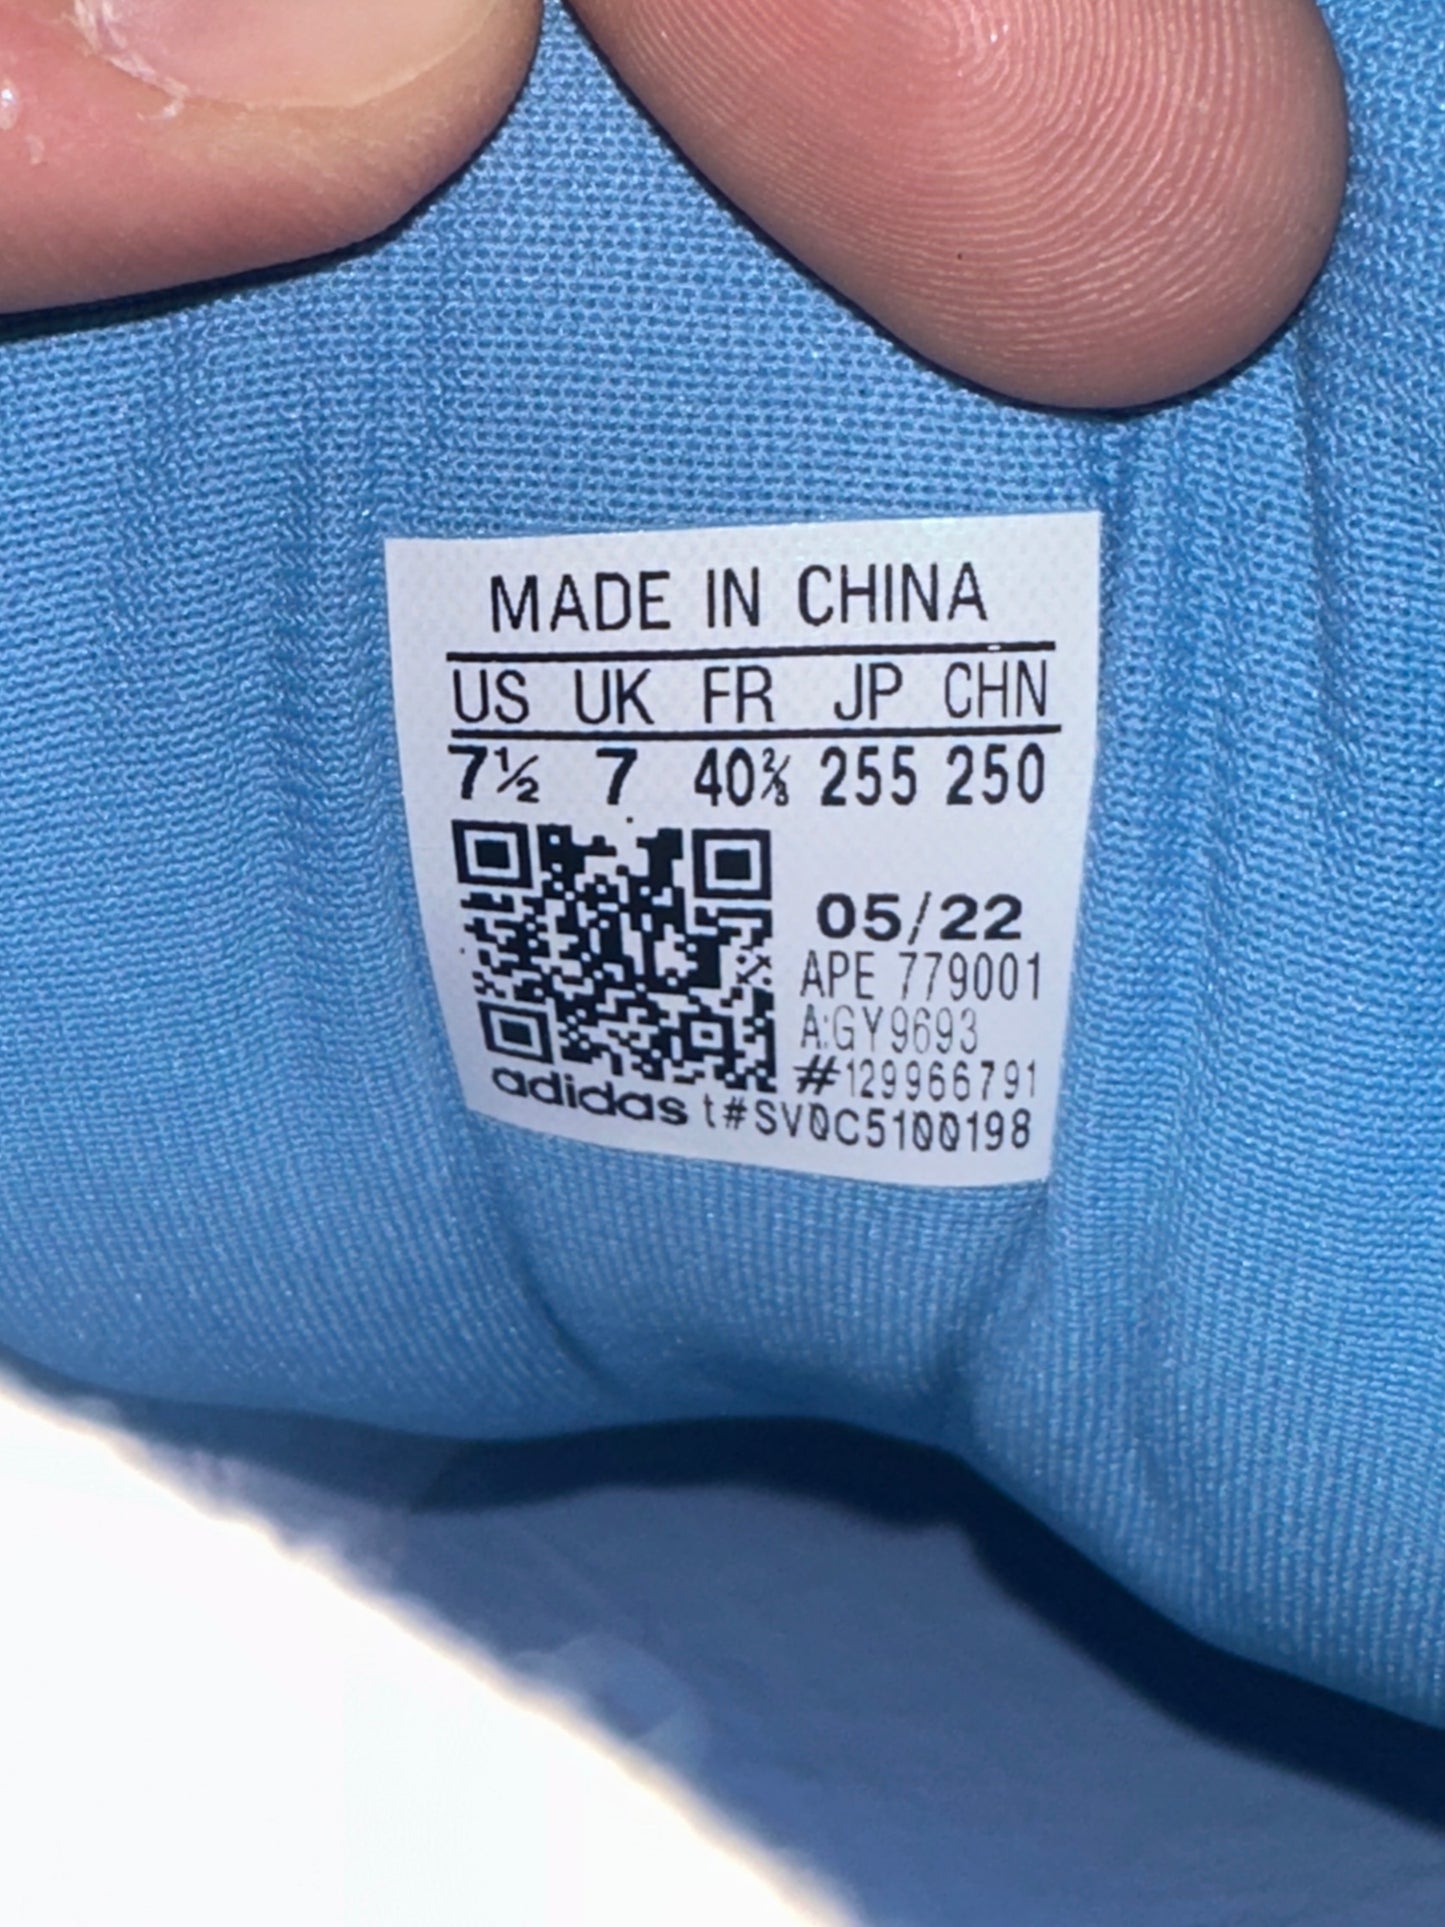 MADE IN CHINA
US UK FR JP CHN
7½ 7 40⅔ 255 250
05/22
APE 779001
A:GY9693
#129966791
adidas t#SV0C5100198